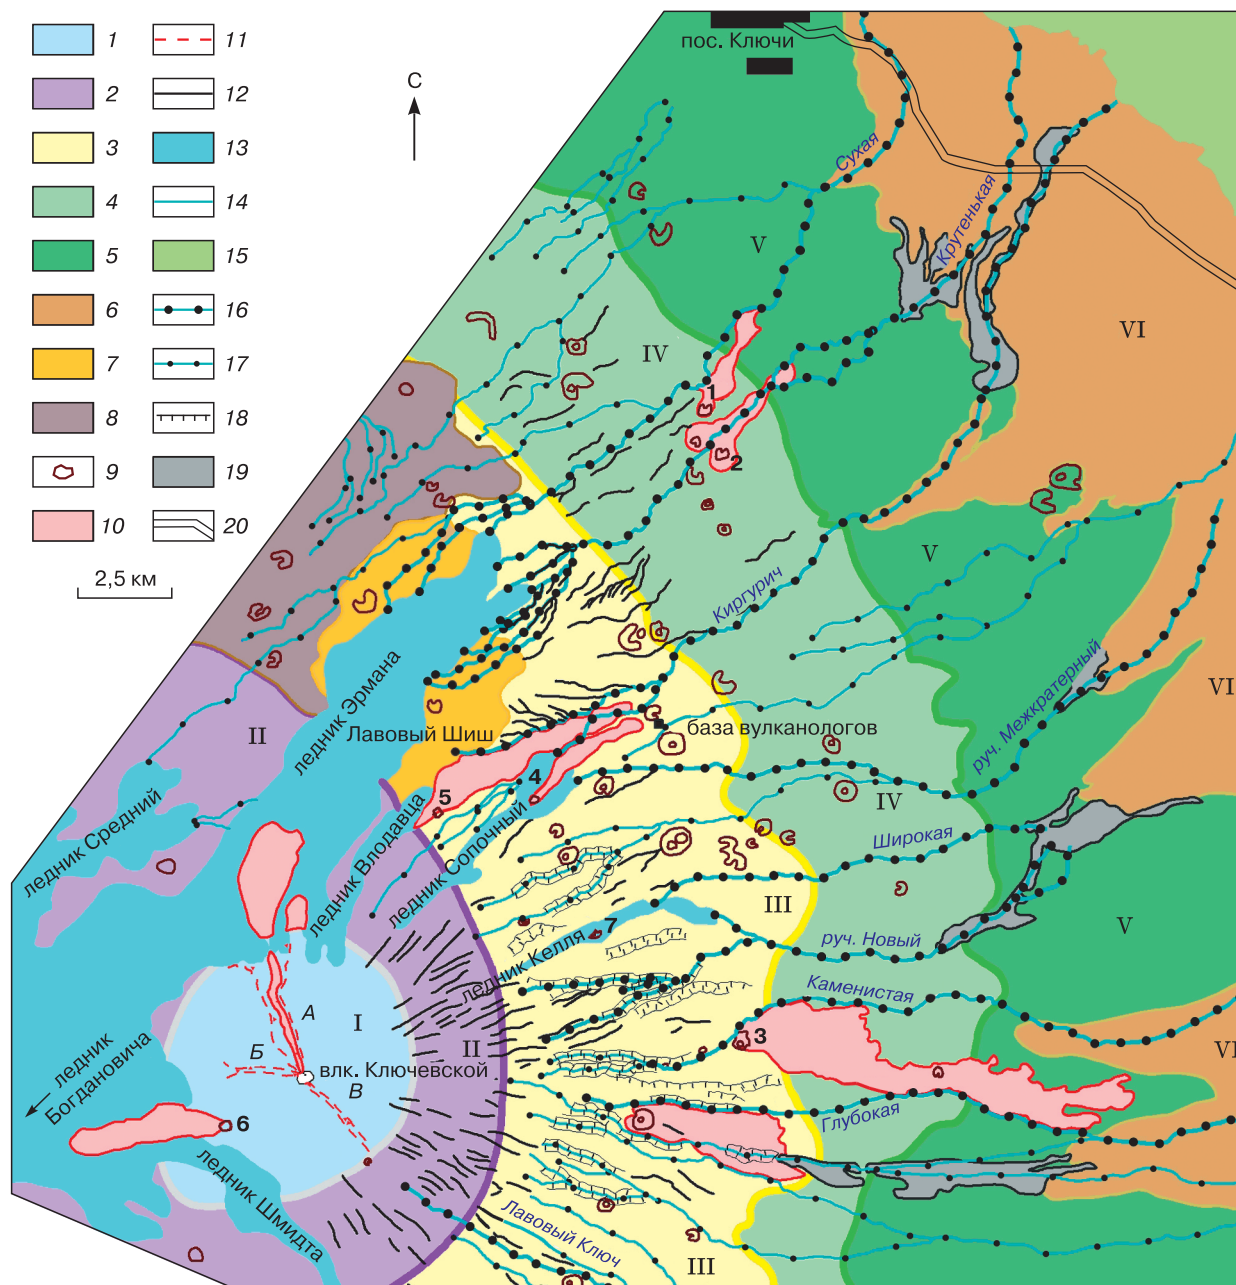 1
11
2
12
3
13
4
14
5
15
6
16
7
17
8
18
9
19
10
20
2,5 км
С
пос. Ключи
Сухая
Крутенькая
V
IV
VI
1
2
V
Киргурич
руч. Межкратерный
VI
II
ледник Эрмана
Лавовый Шиш
база вулканологов
ледник Средний
5
4
IV
Широкая
ледник Влодавца
ледник Сопочный
III
7
руч. Новый
V
ледник Келля
Каменистая
А
I
Б
II
влк. Ключевской
В
3
VI
ледник
Богдановича
Глубокая
6
ледник Шмидта
Лавовый Ключ
III